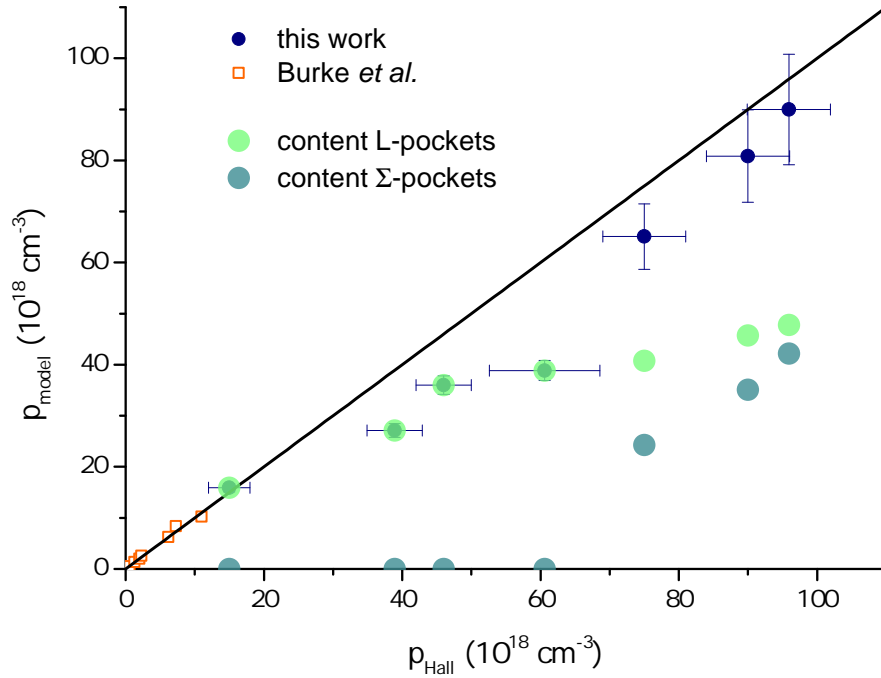 this work
Burke et al.
content L-pockets
content Σ-pockets
100
80
60
40
20
0
p_model (10^18 cm^-3)
0 20 40 60 80 100
p_Hall (10^18 cm^-3)